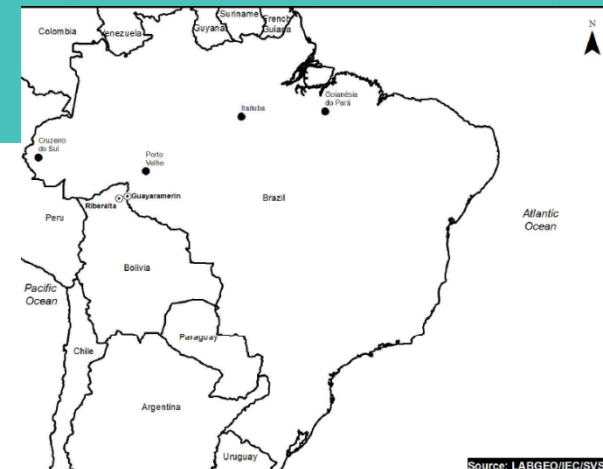 Suriname
French
Guiana
Colombia
Venezuela
Guyana
N
Itaituba
Goianésia
do Pará
Cruzeiro
do Sul
Porto
Velho
Riberalta
Guayaramerin
Brazil
Peru
Atlantic
Ocean
Bolivia
Pacific
Ocean
Paraguay
Chile
Argentina
Uruguay
Source: LABGEO/IEC/SVS